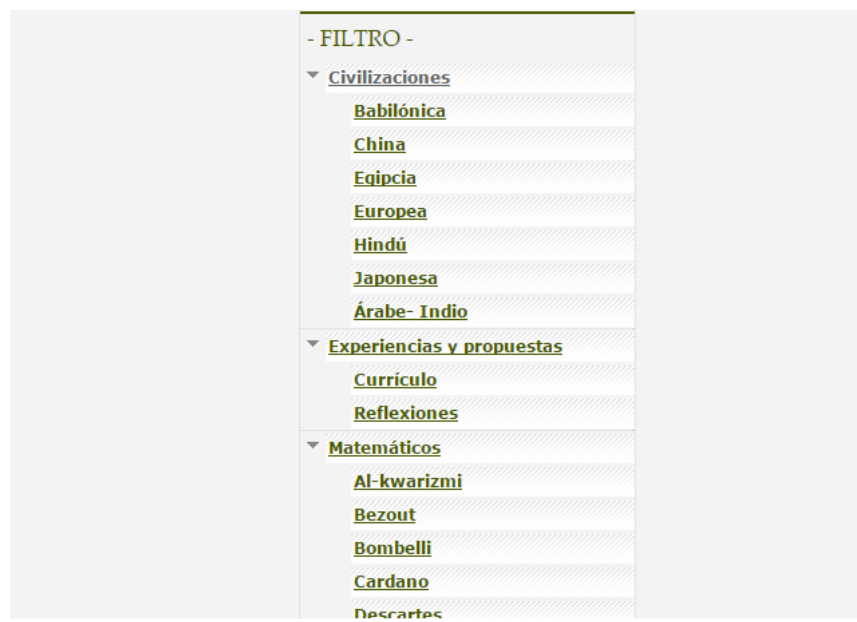 - FILTRO -
Civilizaciones
Babilónica
China
Egipcia
Europea
Hindú
Japonesa
Árabe- Indio
Experiencias y propuestas
Currículo
Reflexiones
Matemáticos
Al-kwarizmi
Bezout
Bombelli
Cardano
Descartes